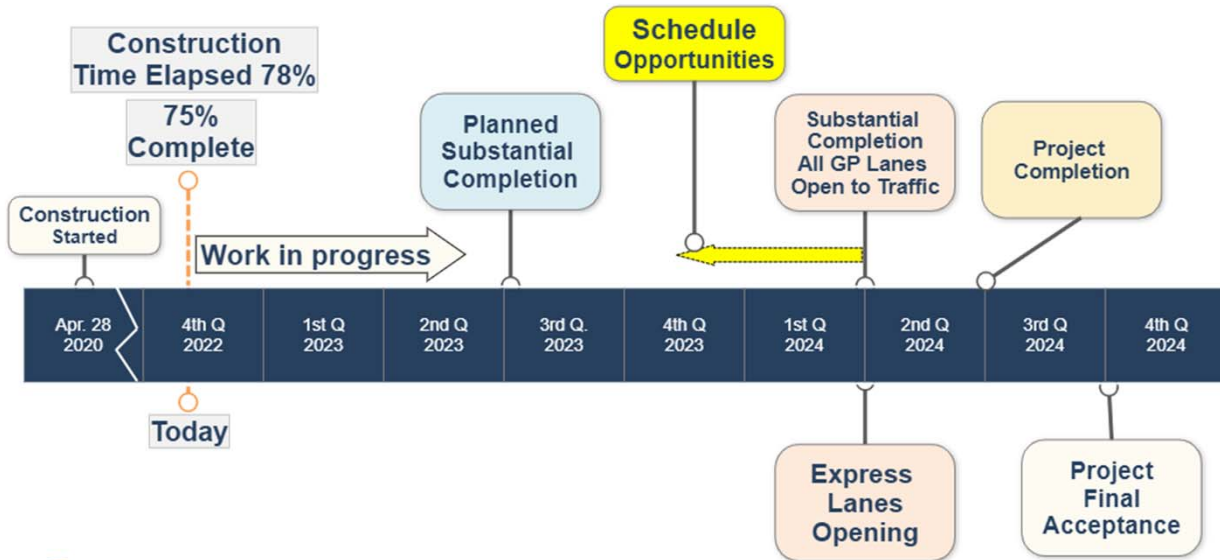 Construction
Time Elapsed 78%
75%
Complete
Construction
Started
Work in progress
Planned
Substantial
Completion
Schedule
Opportunities
Substantial
Completion
All GP Lanes
Open to Traffic
Project
Completion
Apr. 28
2020
4th Q
2022
1st Q
2023
2nd Q
2023
3rd Q.
2023
4th Q
2023
1st Q
2024
2nd Q
2024
3rd Q
2024
4th Q
2024
Today
Express
Lanes
Opening
Project
Final
Acceptance